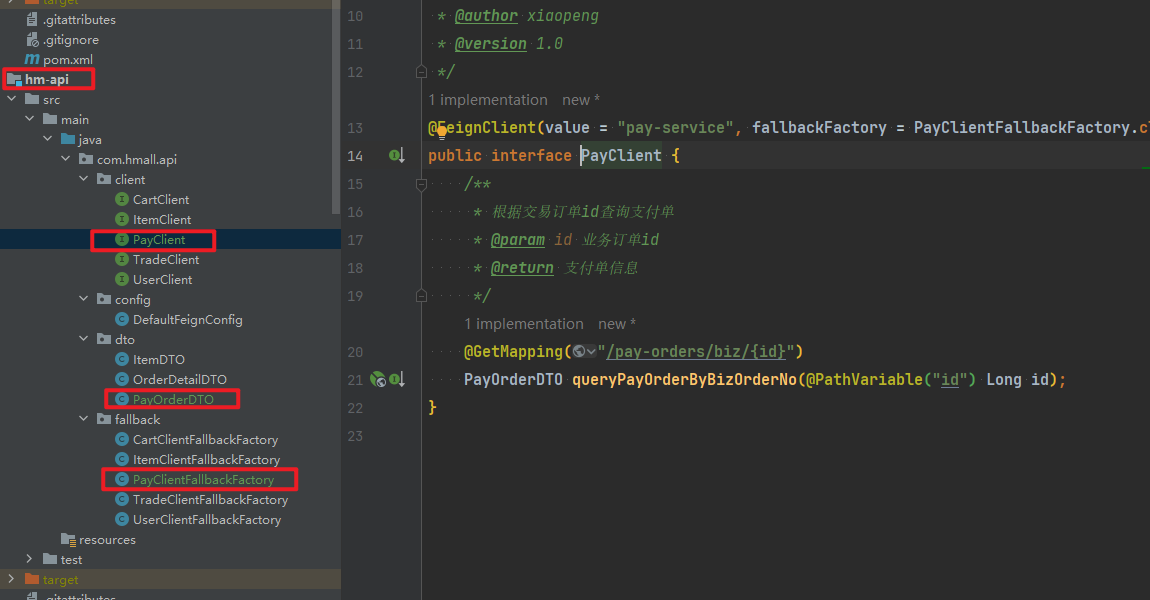 target
.gitattributes
.gitignore
pom.xml
hm-api
src
main
java
com.hmall.api
client
CartClient
ItemClient
PayClient
TradeClient
UserClient
config
DefaultFeignConfig
dto
ItemDTO
OrderDetailDTO
PayOrderDTO
fallback
CartClientFallbackFactory
ItemClientFallbackFactory
PayClientFallbackFactory
TradeClientFallbackFactory
UserClientFallbackFactory
resources
test
target
.gitattributes
10 * @author xiaopeng
11 * @version 1.0
12 */
1 implementation new *
13 @FeignClient(value = "pay-service", fallbackFactory = PayClientFallbackFactory.c
14 public interface PayClient {
15 /**
16 * 根据交易订单id查询支付单
17 * @param id 业务订单id
18 * @return 支付单信息
19 */
1 implementation new *
20 @GetMapping("/pay-orders/biz/{id}")
21 PayOrderDTO queryPayOrderByBizOrderNo(@PathVariable("id") Long id);
22 }
23